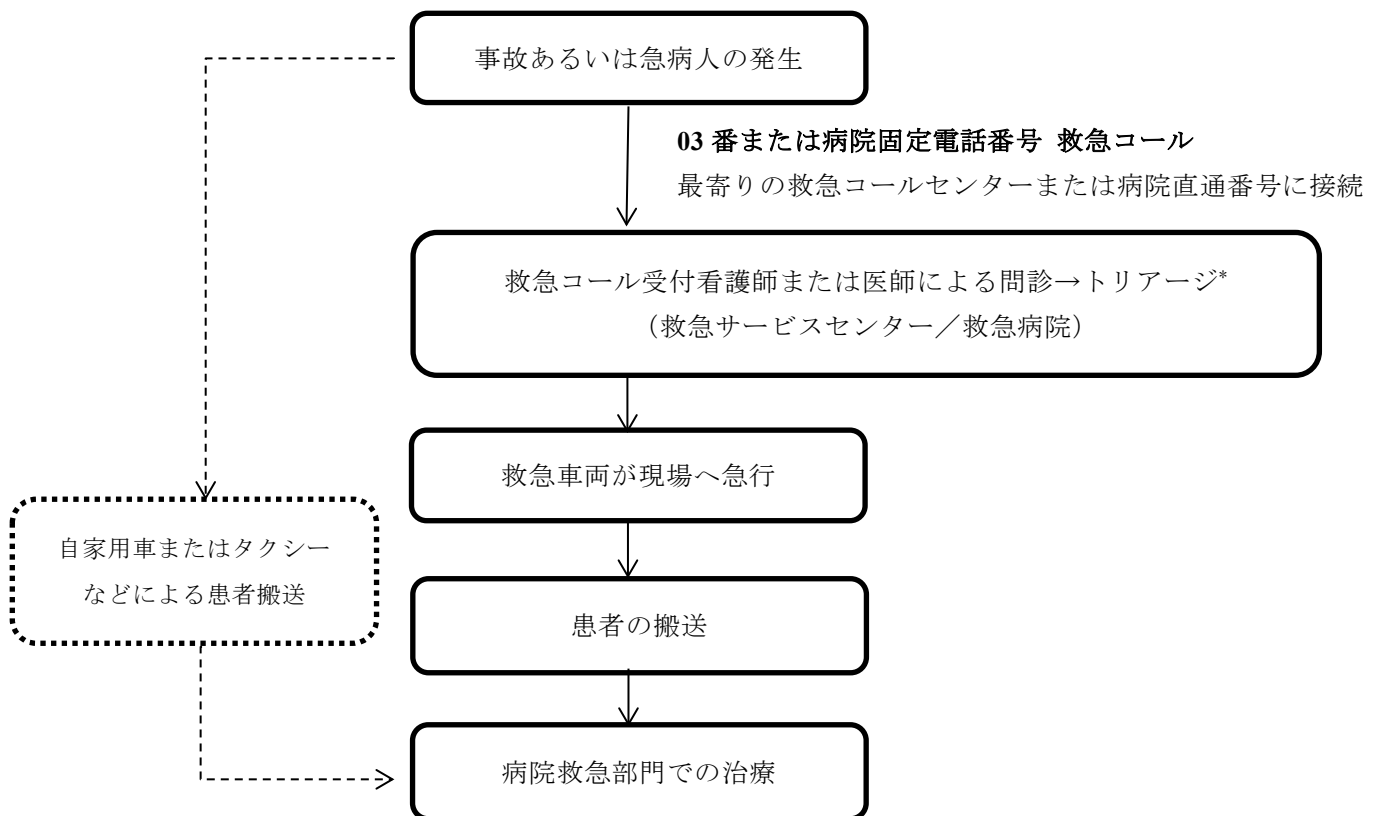 事故あるいは急病人の発生
03 番または病院固定電話番号 救急コール
最寄りの救急コールセンターまたは病院直通番号に接続
救急コール受付看護師または医師による問診→トリアージ*
（救急サービスセンター／救急病院）
救急車両が現場へ急行
自家用車またはタクシー
などによる患者搬送
患者の搬送
病院救急部門での治療